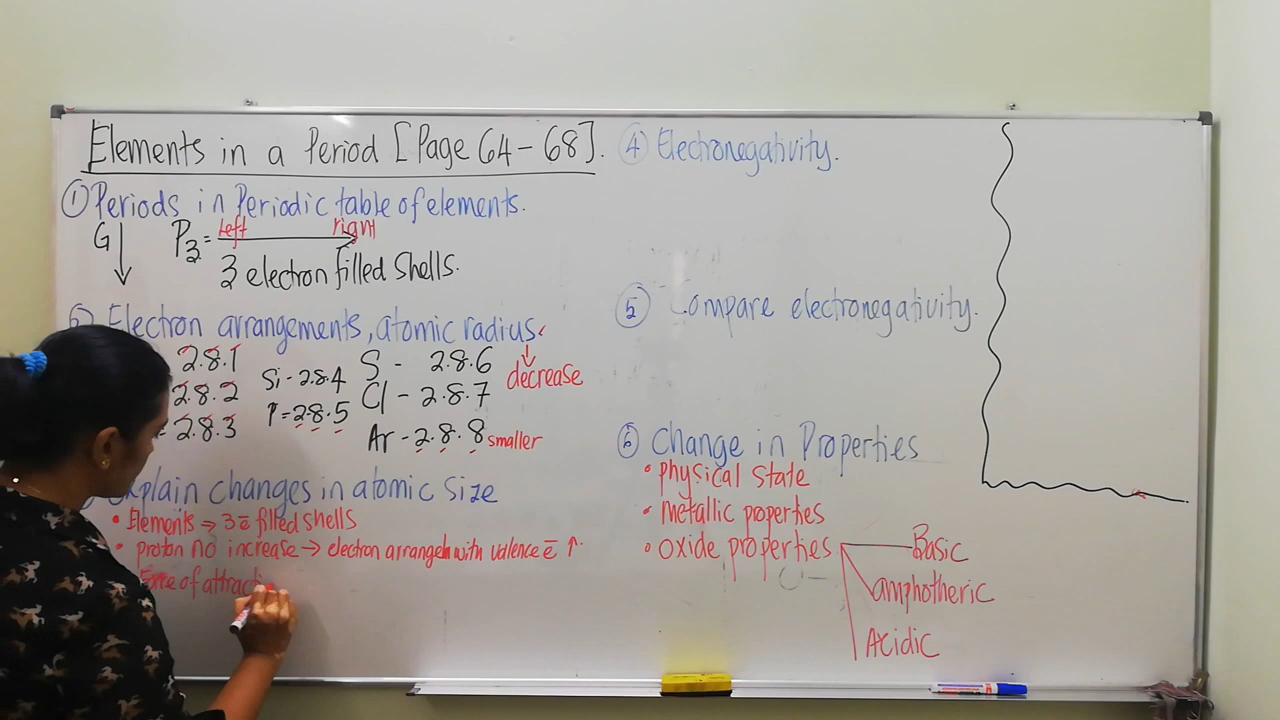 Elements in a Period [Page 64 - 68].
① Periods in Periodic table of elements.
G P3 = left right
3 electron filled shells.
Electron arrangements, atomic radius
2.8.1
2.8.2
2.8.3
Si - 2.8.4
P = 2.8.5
S - 2.8.6
Cl - 2.8.7
Ar - 2.8.8 smaller
decrease
Explain changes in atomic size
• Elements → 3 ē filled shells
• proton no increase → electron with valence ē ↑.
of
④ Electronegativity.
⑤ Compare electronegativity.
⑥ Change in Properties
• physical state
• metallic properties
• oxide properties
Basic
amphotheric
Acidic